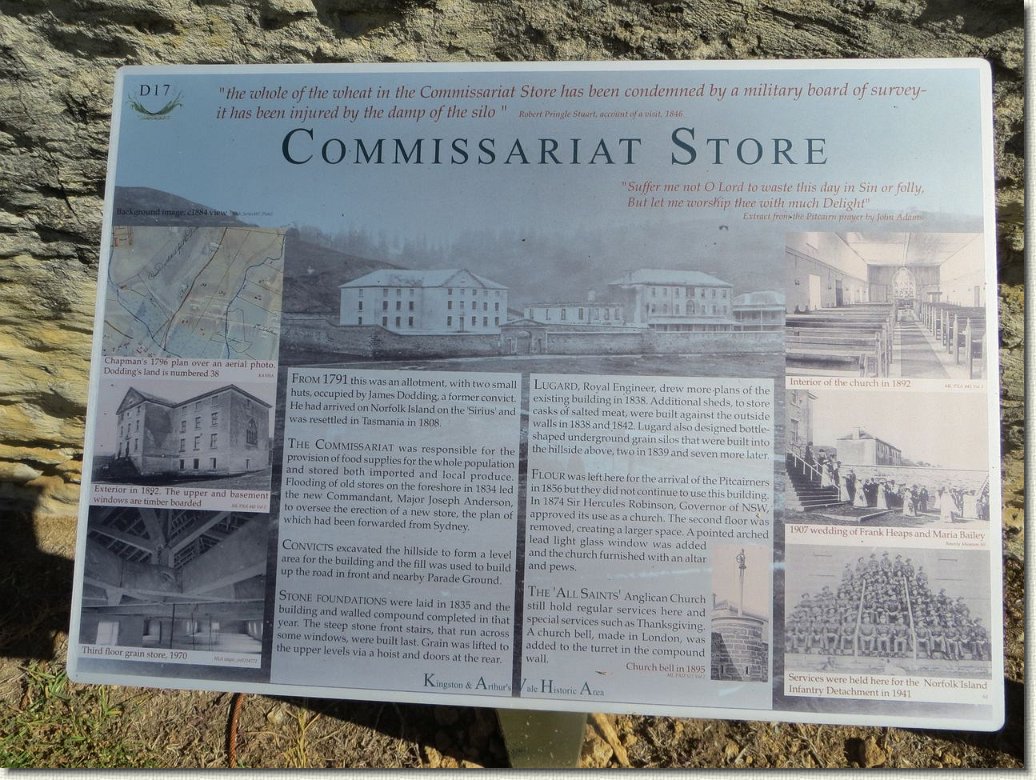 D17
"the whole of the wheat in the Commissariat Store has been condemned by a military board of survey-
it has been injured by the damp of the silo " Robert Pringle Stuart, account of a visit, 1846
COMMISSARIAT STORE
"Suffer me not O Lord to waste this day in Sin or folly,
But let me worship thee with much Delight"
Extract from the Pitcairn prayer by John Adams
Background image: c1884 view
Chapman's 1796 plan over an aerial photo.
Dodding's land is numbered 38
Exterior in 1892. The upper and basement
windows are timber boarded
Third floor grain store, 1970
FROM 1791 this was an allotment, with two small
huts, occupied by James Dodding, a former convict.
He had arrived on Norfolk Island on the 'Sirius' and
was resettled in Tasmania in 1808.
THE COMMISSARIAT was responsible for the
provision of food supplies for the whole population
and stored both imported and local produce.
Flooding of old stores on the foreshore in 1834 led
the new Commandant, Major Joseph Anderson,
to oversee the erection of a new store, the plan of
which had been forwarded from Sydney.
CONVICTS excavated the hillside to form a level
area for the building and the fill was used to build
up the road in front and nearby Parade Ground.
STONE FOUNDATIONS were laid in 1835 and the
building and walled compound completed in that
year. The steep stone front stairs, that run across
some windows, were built last. Grain was lifted to
the upper levels via a hoist and doors at the rear.
LUGARD, Royal Engineer, drew more plans of the
existing building in 1838. Additional sheds, to store
casks of salted meat, were built against the outside
walls in 1838 and 1842. Lugard also designed bottle-
shaped underground grain silos that were built into
the hillside above, two in 1839 and seven more later.
FLOUR was left here for the arrival of the Pitcairners
in 1856 but they did not continue to use this building.
In 1874 Sir Hercules Robinson, Governor of NSW,
approved its use as a church. The second floor was
removed, creating a larger space. A pointed arched
lead light glass window was added
and the church furnished with an altar
and pews.
THE 'ALL SAINTS' Anglican Church
still hold regular services here and
special services such as Thanksgiving.
A church bell, made in London, was
added to the turret in the compound
wall.
Church bell in 1895
Interior of the church in 1892
1907 wedding of Frank Heaps and Maria Bailey
Services were held here for the Norfolk Island
Infantry Detachment in 1941
Kingston & Arthur's Vale Historic Area